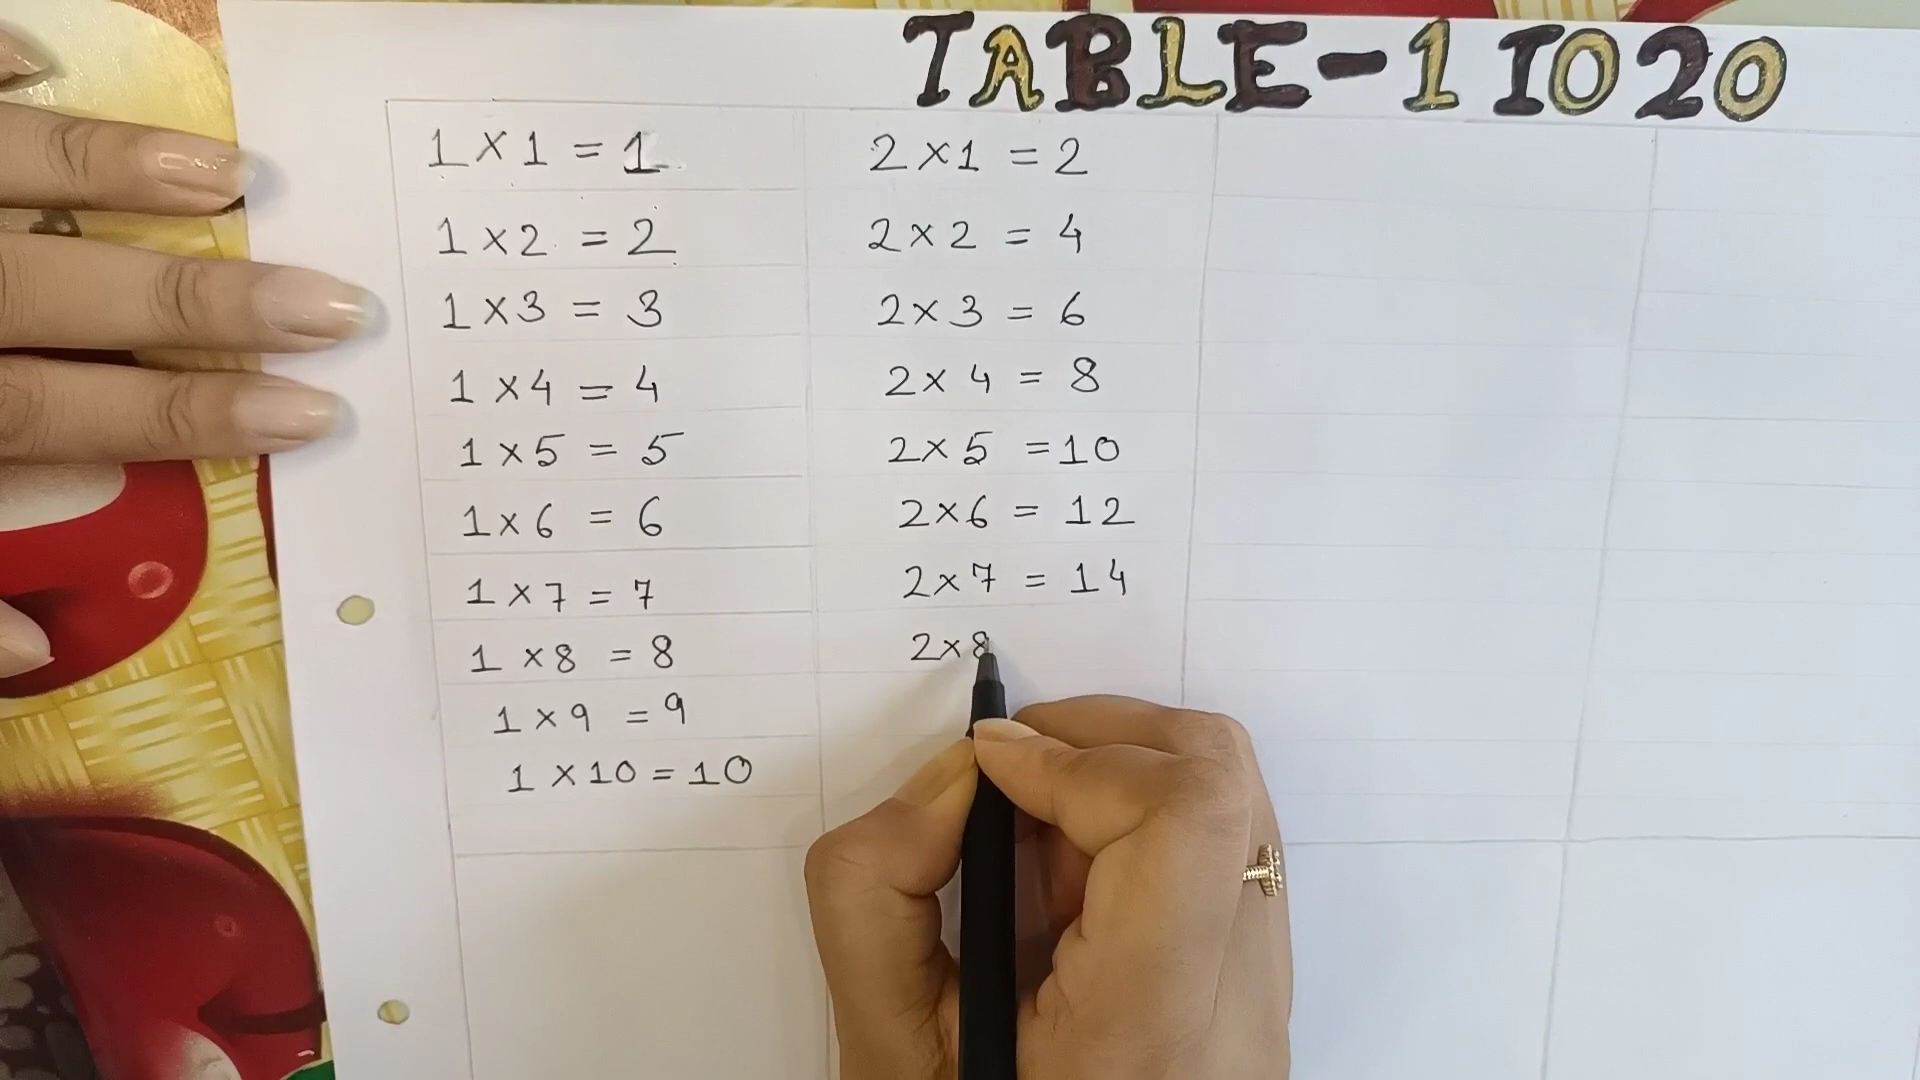 TABLE-1 IO 20
1 × 1 = 1
1 × 2 = 2
1 × 3 = 3
1 × 4 = 4
1 × 5 = 5
1 × 6 = 6
1 × 7 = 7
1 × 8 = 8
1 × 9 = 9
1 × 10 = 10
2 × 1 = 2
2 × 2 = 4
2 × 3 = 6
2 × 4 = 8
2 × 5 = 10
2 × 6 = 12
2 × 7 = 14
2 × 8